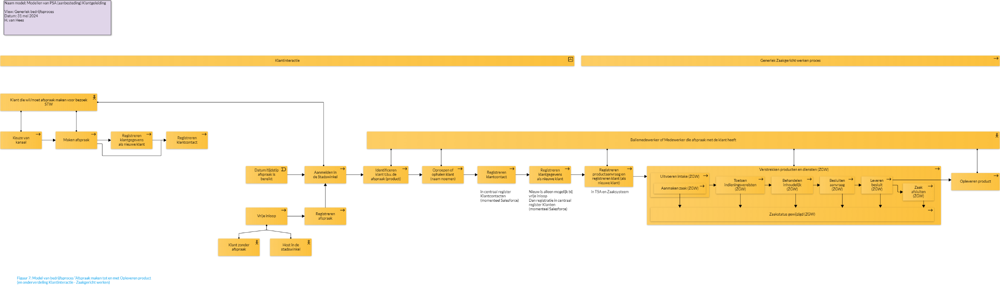 Naam model: Modellen van PSA (aanbesteding) Klantgeleiding
View: Generiek bedrijfsproces
Datum: 31 mei 2024
H. van Hees
Klantinteractie
Generiek Zaakgericht werken proces
Klant die wil/moet afspraak maken voor bezoek
STW
Keuze van
kanaal
Maken afspraak
Registreren
klantgegevens
als nieuwe klant
Registreren
klantcontact
Baliemedewerker of Medewerker die afspraak met de klant heeft
Datum/tijdstip
afspraak is
bereikt
Aanmelden in
de Stadswinkel
Identificeren
klant t.b.v. de
afspraak (product)
Oproepen of
ophalen klant
(naam noemen)
Registreren
klantcontact
Registreren
klantgegevens
als nieuwe klant
Registreren
productaanvraag en
registreren klant (als
nieuwe klant)
in centraal register
Klantcontacten
(momenteel Salesforce)
Nieuw is alleen mogelijk bij
vrije inloop
Dan registratie in centraal
register Klanten
(momenteel Salesforce)
in TSA en Zaaksysteem
Verstrekken producten en diensten (ZGW)
Uitvoeren intake (ZGW)
Aanmaken zaak (ZGW)
Toetsen
indieningsvereisten
(ZGW)
Behandelen
inhoudelijk
(ZGW)
Besluiten
aanvraag
(ZGW)
Leveren
besluit
(ZGW)
Zaak
afsluiten
(ZGW)
Zaakstatus gewijzigd (ZGW)
Opleveren product
Vrije inloop
Registreren
afspraak
Klant zonder
afspraak
Host in de
stadswinkel
Figuur 7: Model van bedrijfsproces "Afspraak maken tot en met Opleveren product
(en onderverdeling Klantinteractie - Zaakgericht werken)